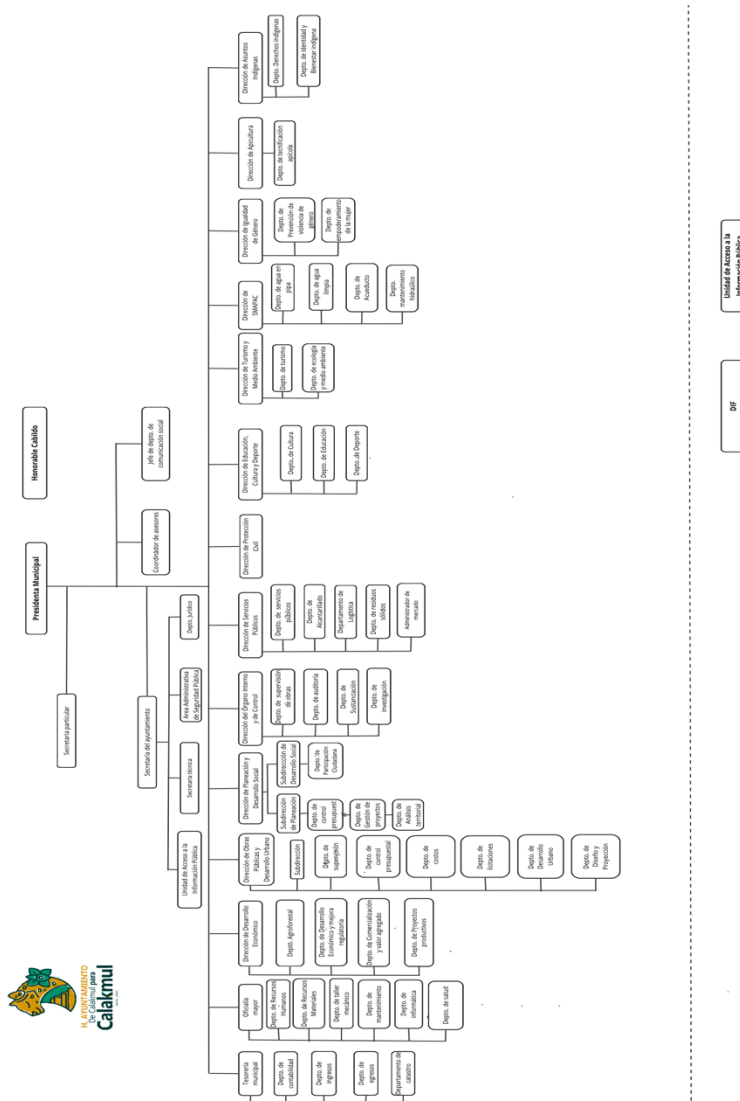 H. AYUNTAMIENTO
De Calakmul para
Calakmul
Presidenta Municipal
Honorable Cabildo
Secretaria particular
Coordinador de asesores
Jefe de depto. de
comunicación social
Secretaria del ayuntamiento
Unidad de Acceso a la
Información Pública
Secretaria técnica
Area Administrativa
de Seguridad Pública
Depto. Jurídico
Tesorería
municipal
Depto. de
contabilidad
Depto. de
ingresos
Depto. de
egresos
Departamento de
catastro
Oficialía
mayor
Depto. de Recursos
Humanos
Depto. de Recursos
Materiales
Depto. de taller
mecánico
Depto. de
mantenimiento
Depto. de
informática
Depto. de salud
Dirección de Desarrollo
Económico
Depto. Agroforestal
Depto. de Desarrollo
Económico y mejora
regulatoria
Depto. de Comercialización
y valor agregado
Depto. de Proyectos
productivos
Dirección de Obras
Públicas y
Desarrollo Urbano
Subdirección
Depto. de
supervisión
Depto. de
control
presupuestal
Depto. de
costos
Depto. de
licitaciones
Depto. de
Desarrollo
Urbano
Depto. de
Diseño y
Proyección
Dirección de Planeación y
Desarrollo Social
Subdirección
de Planeación
Depto. de
control
presupuest
Depto. de
Gestión de
proyectos
Depto. de
Análisis
territorial
Subdirección de
Desarrollo Social
Depto. de
Participación
Ciudadana
Dirección del Órgano Interno
y de Control
Depto. de supervisión
de obras
Depto. de auditoría
Depto. de
Sustanciación
Depto. de
investigación
Dirección de Servicios
Públicos
Depto. de servicios
públicos
Depto. de
Alcantarillado
Departamento de
Logística
Depto. de residuos
sólidos
Administrador de
mercado
Dirección de Protección
Civil
Dirección de Educación,
Cultura y Deporte
Depto. de Cultura
Depto. de Educación
Depto. de Deporte
Dirección de Turismo y
Medio Ambiente
Depto. de turismo
Depto. de ecología
y medio ambiente
Dirección de
SMAPAC
Depto. de agua en
pipa
Depto. de agua
limpia
Depto. de
Acueducto
Depto.
mantenimiento
hidráulico
Dirección de Igualdad
de Género
Depto. de
Prevención de
violencia de
género
Depto. de
empoderamiento
de la mujer
Dirección de Apicultura
Depto. de tecnificación
apícola
Dirección de Asuntos
Indígenas
Depto. Derechos indígenas
Depto. de Identidad y
Bienestar indígena
DIF
Unidad de Acceso a la
Información Pública